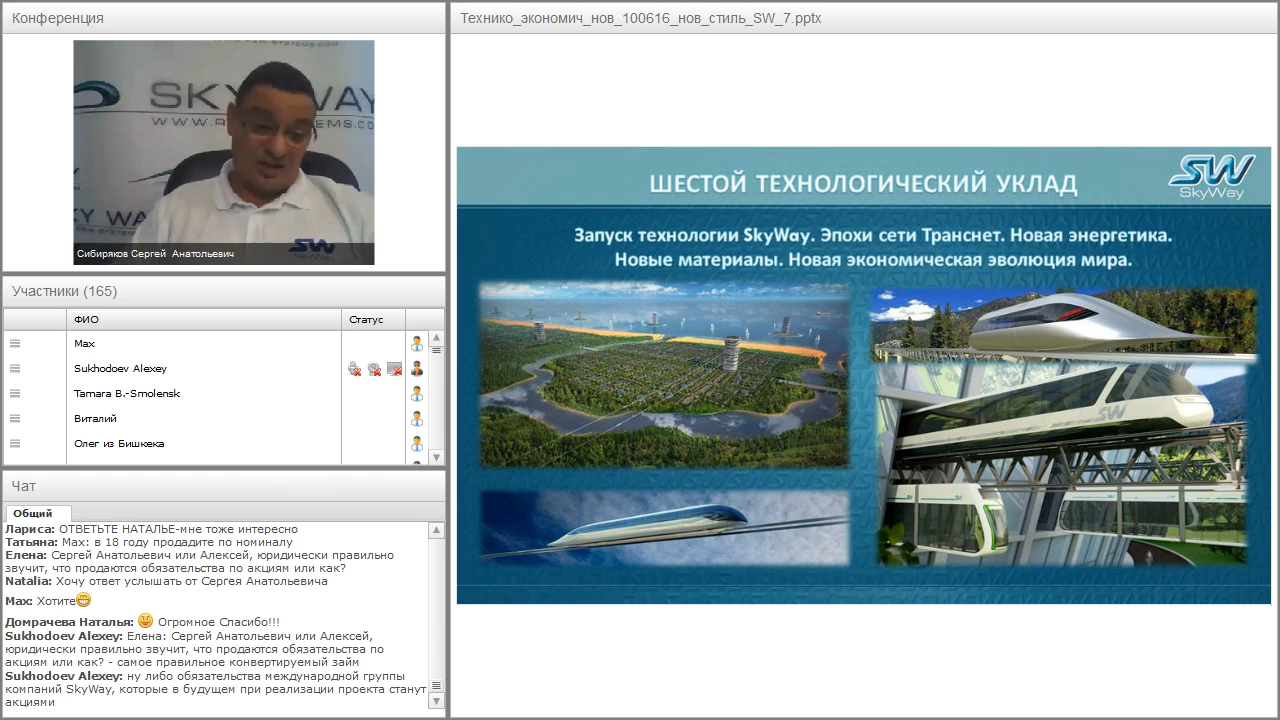 Конференция
SKY WAY
Сибиряков Сергей Анатольевич
SW
Участники (165)
ФИО
Статус
Max
Sukhodoev Alexey
Tamara B.-Smolensk
Виталий
Олег из Бишкека
Чат
Общий
Лариса: ОТВЕТЬТЕ НАТАЛЬЕ-мне тоже интересно
Татьяна: Max: в 18 году продадите по номиналу
Елена: Сергей Анатольевич или Алексей, юридически правильно
звучит, что продаются обязательства по акциям или как?
Natalia: Хочу ответ услышать от Сергея Анатольевича
Max: Хотите
Домрачева Наталья: Огромное Спасибо!!!
Sukhodoev Alexey: Елена: Сергей Анатольевич или Алексей,
юридически правильно звучит, что продаются обязательства по
акциям или как? - самое правильное конвертируемый займ
Sukhodoev Alexey: ну либо обязательства международной группы
компаний SkyWay, которые в будущем при реализации проекта станут
акциями
Технико_экономич_нов_100616_нов_стиль_SW_7.pptx
ШЕСТОЙ ТЕХНОЛОГИЧЕСКИЙ УКЛАД
SW
SkyWay
Запуск технологии SkyWay. Эпохи сети Транснет. Новая энергетика.
Новые материалы. Новая экономическая эволюция мира.
SW